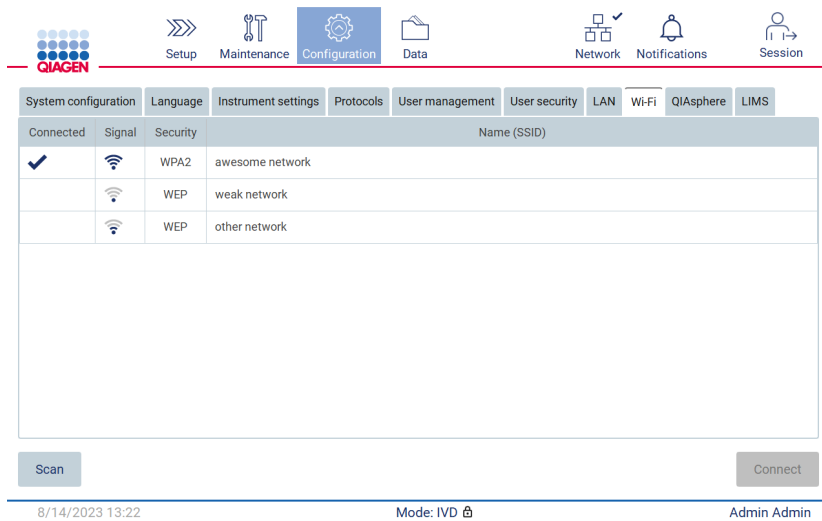 QIAGEN
Setup Maintenance Configuration Data Network Notifications Session
System configuration Language Instrument settings Protocols User management User security LAN Wi-Fi QIAsphere LIMS
Connected Signal Security Name (SSID)
WPA2 awesome network
WEP weak network
WEP other network
Scan Connect
8/14/2023 13:22 Mode: IVD Admin Admin